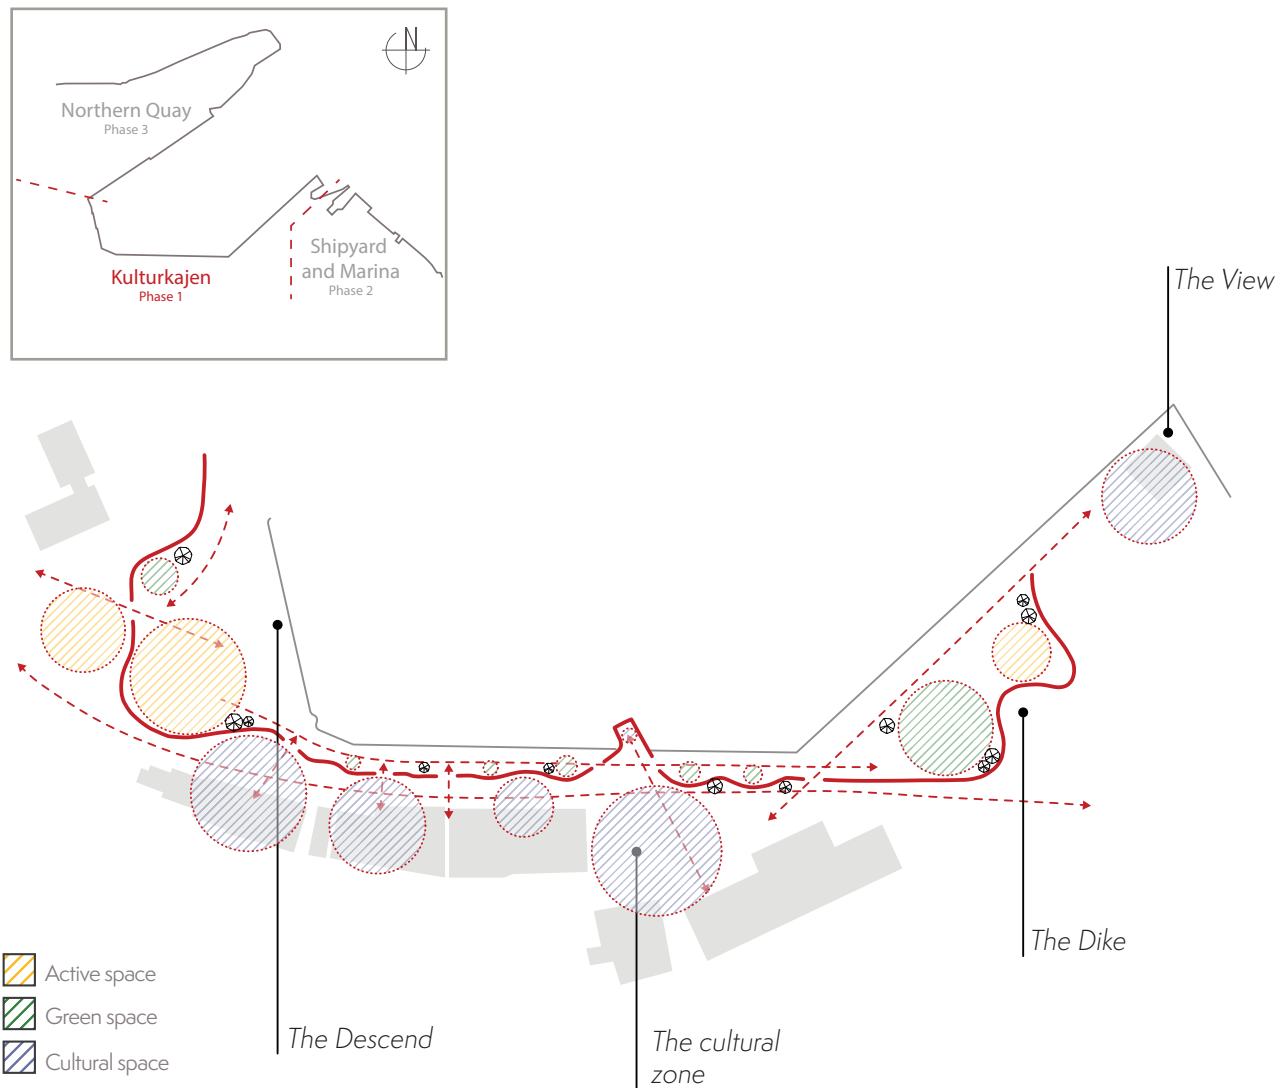 N
Northern Quay
Phase 3
Kulturkajen
Phase 1
Shipyard
and Marina
Phase 2
The View
The Dike
Active space
Green space
Cultural space
The Descend
The cultural
zone